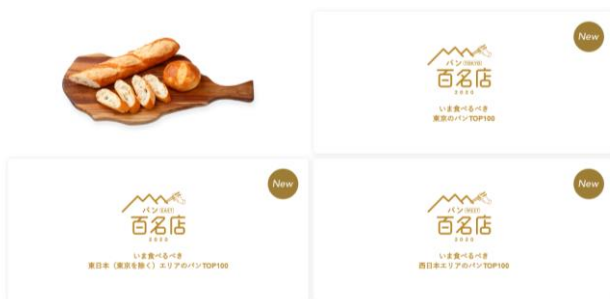 New
パン(TOKYO)
百名店
2020
いま食べるべき
東京のパンTOP100
New
パン(EAST)
百名店
2020
いま食べるべき
東日本(東京を除く)エリアのパンTOP100
New
パン(WEST)
百名店
2020
いま食べるべき
西日本エリアのパンTOP100